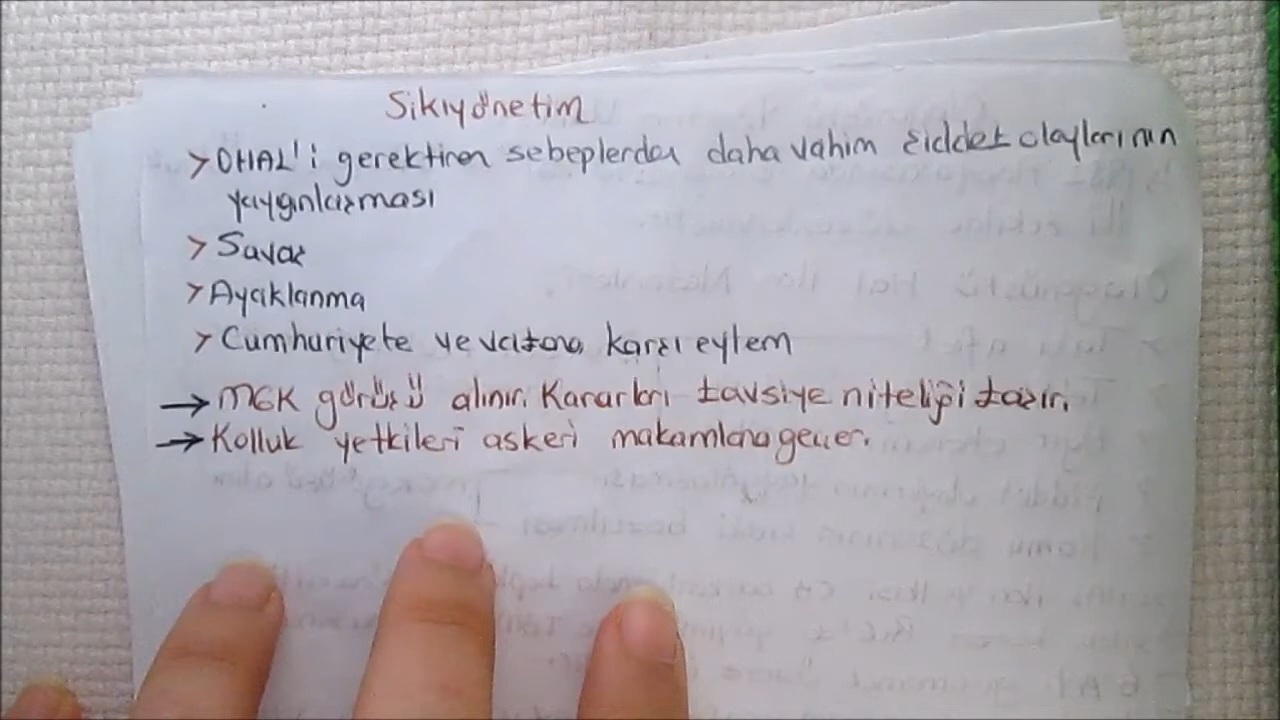 Sıkıyönetim
> OHAL'i gerektiren sebeplerden daha vahim şiddet olaylarının
yaygınlaşması
> Savaş
> Ayaklanma
> Cumhuriyete ve vatana karşı eylem
→ MGK görüşü alınır. Kararları tavsiye niteliği taşır.
→ Kolluk yetkileri askeri makamlara geçer.